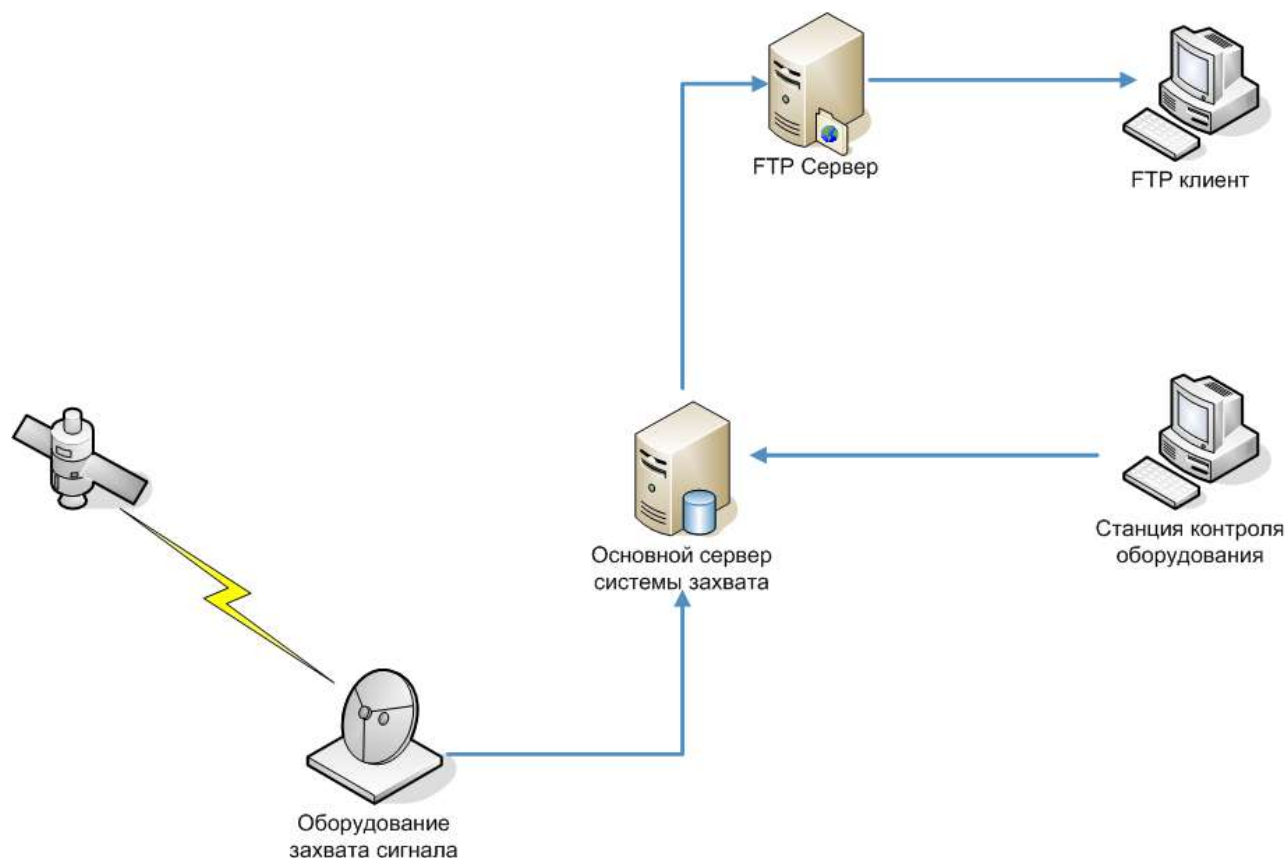 FTP Сервер
FTP клиент
Основной сервер
системы захвата
Станция контроля
оборудования
Оборудование
захвата сигнала